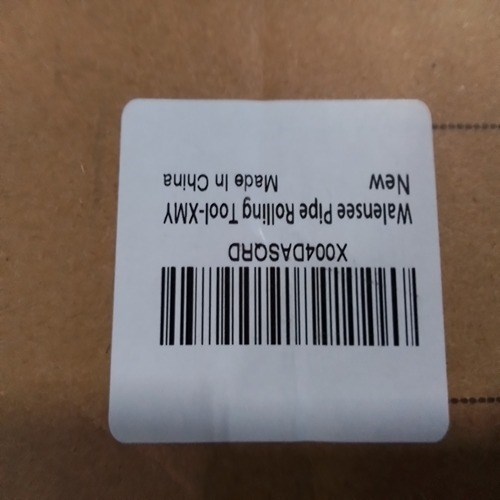 X004DASQRD
Walensee Pipe Rolling Tool-XMY
New Made In China